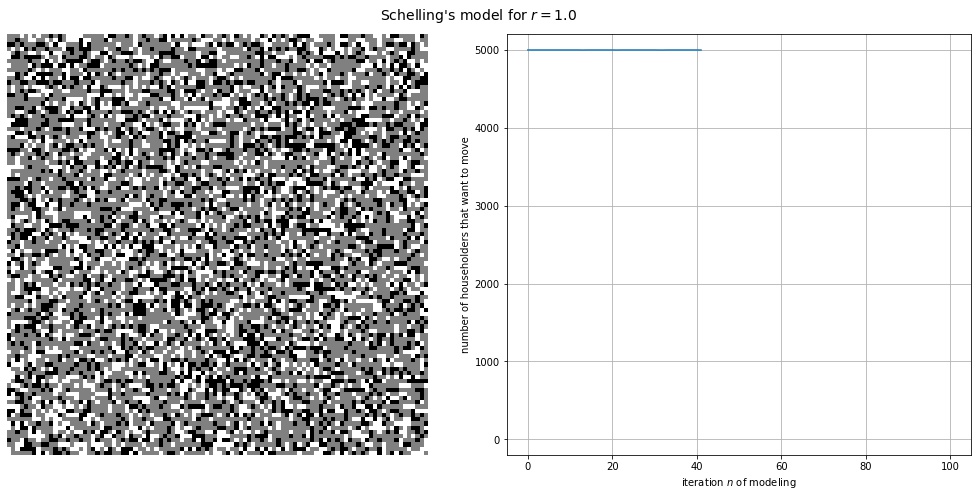 Schelling's model for r = 1.0
number of householders that want to move
5000
4000
3000
2000
1000
0
0 20 40 60 80 100
iteration n of modeling